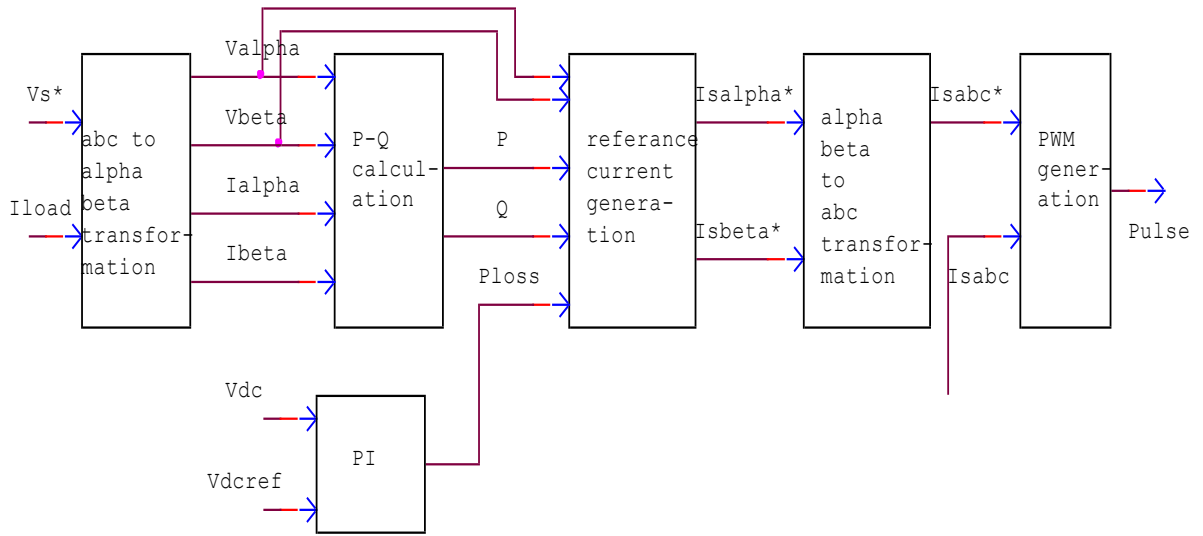 Valpha
Vs*
Vbeta
Ialpha
Iload
Ibeta
abc to
alpha
beta
transfor-
mation
P-Q
calcul-
ation
P
Q
Ploss
referance
current
genera-
tion
Isalpha*
Isbeta*
alpha
beta
to
abc
transfor-
mation
Isabc*
Isabc
PWM
gener-
ation
Pulse
Vdc
Vdcref
PI